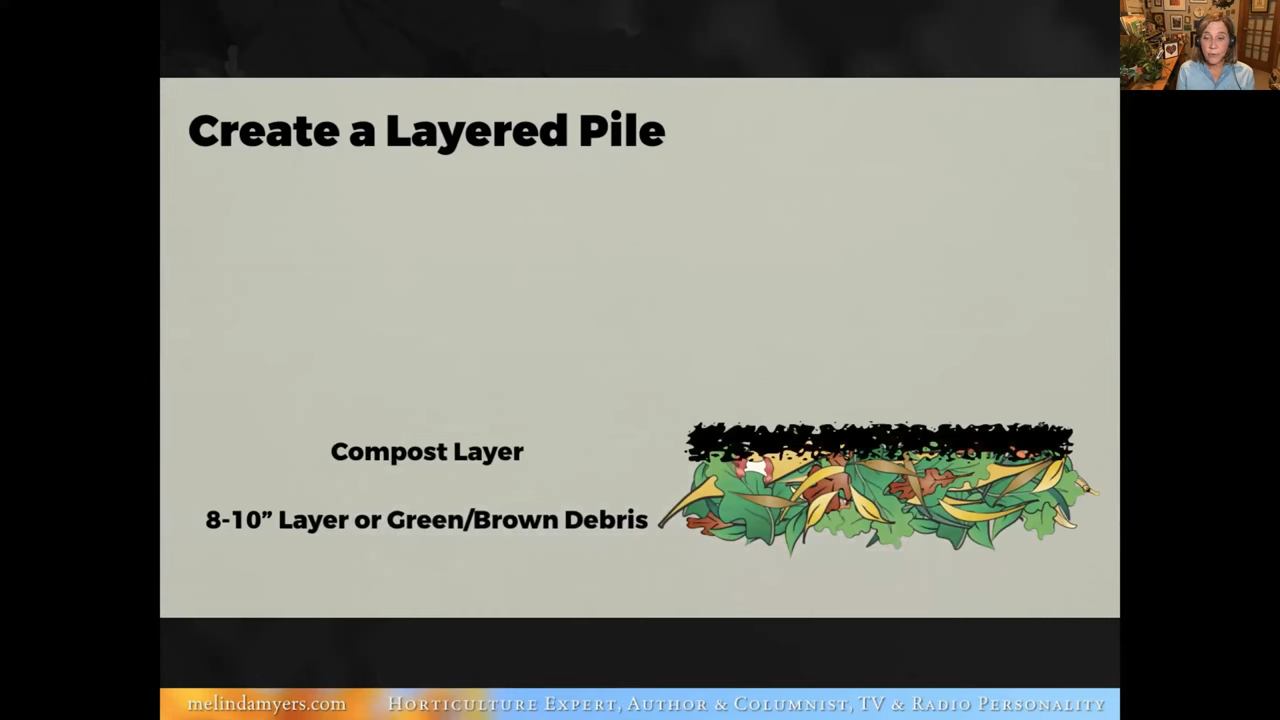 Create a Layered Pile
Compost Layer
8-10” Layer or Green/Brown Debris
melindamyers.com Horticulture Expert, Author & Columnist, TV & Radio Personality